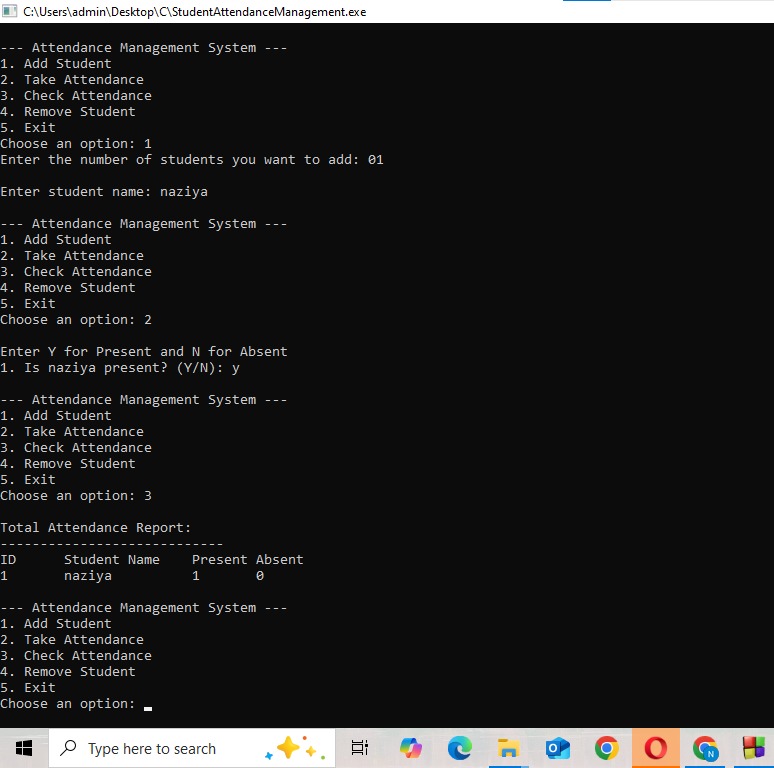 C:\Users\admin\Desktop\C\StudentAttendanceManagement.exe
--- Attendance Management System ---
1. Add Student
2. Take Attendance
3. Check Attendance
4. Remove Student
5. Exit
Choose an option: 1
Enter the number of students you want to add: 01
Enter student name: naziya
--- Attendance Management System ---
1. Add Student
2. Take Attendance
3. Check Attendance
4. Remove Student
5. Exit
Choose an option: 2
Enter Y for Present and N for Absent
1. Is naziya present? (Y/N): y
--- Attendance Management System ---
1. Add Student
2. Take Attendance
3. Check Attendance
4. Remove Student
5. Exit
Choose an option: 3
Total Attendance Report:
----------------------------
ID Student Name Present Absent
1 naziya 1 0
--- Attendance Management System ---
1. Add Student
2. Take Attendance
3. Check Attendance
4. Remove Student
5. Exit
Choose an option: _
Type here to search
N